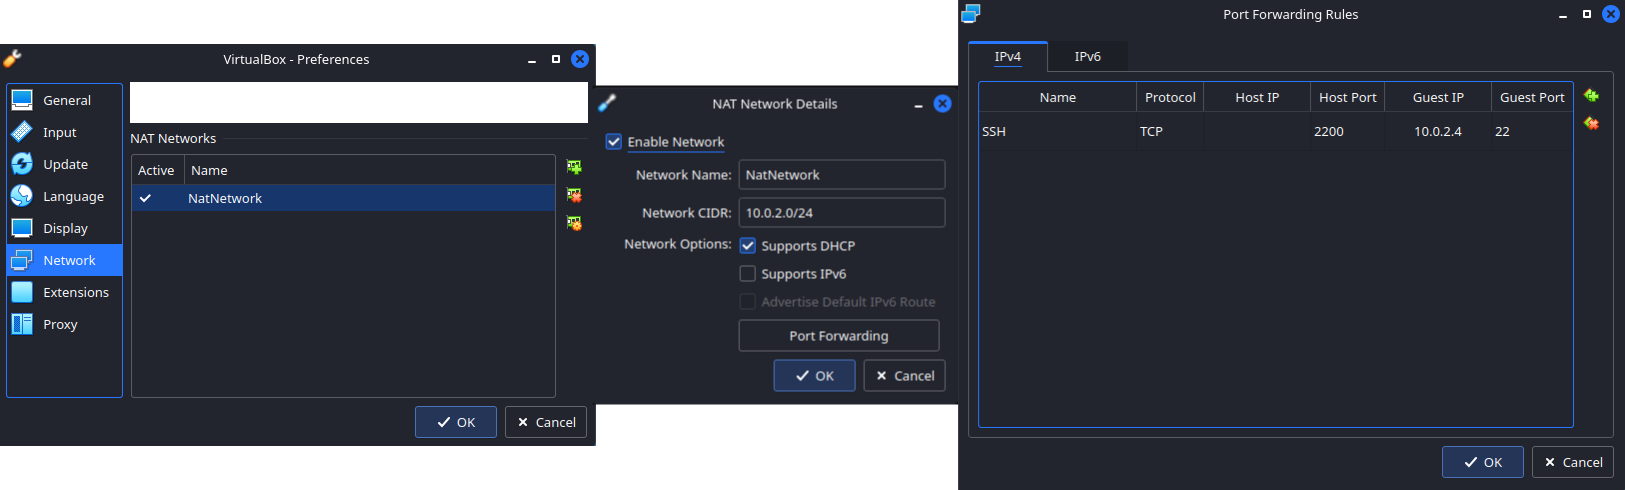 VirtualBox - Preferences
General
Input
Update
Language
Display
Network
Extensions
Proxy
NAT Networks
Active Name
NatNetwork
OK Cancel
NAT Network Details
Enable Network
Network Name: NatNetwork
Network CIDR: 10.0.2.0/24
Network Options: Supports DHCP
Supports IPv6
Advertise Default IPv6 Route
Port Forwarding
OK Cancel
Port Forwarding Rules
IPv4 IPv6
Name Protocol Host IP Host Port Guest IP Guest Port
SSH TCP 2200 10.0.2.4 22
OK Cancel